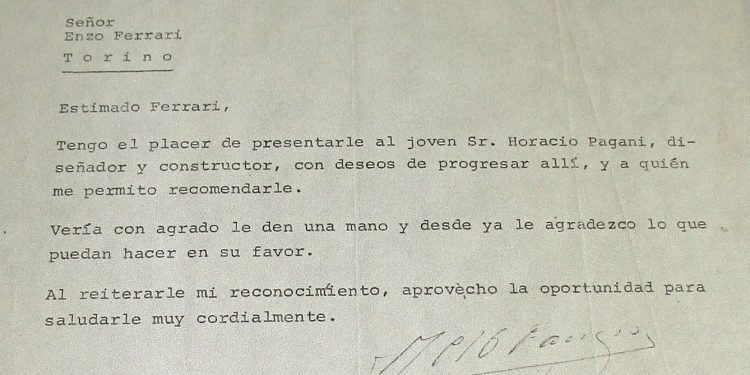 Señor
Enzo Ferrari
T o r i n o
Estimado Ferrari,
Tengo el placer de presentarle al joven Sr. Horacio Pagani, di-
señador y constructor, con deseos de progresar allí, y a quién
me permito recomendarle.
Vería con agrado le den una mano y desde ya le agradezco lo que
puedan hacer en su favor.
Al reiterarle mi reconocimiento, aprovècho la oportunidad para
saludarle muy cordialmente.